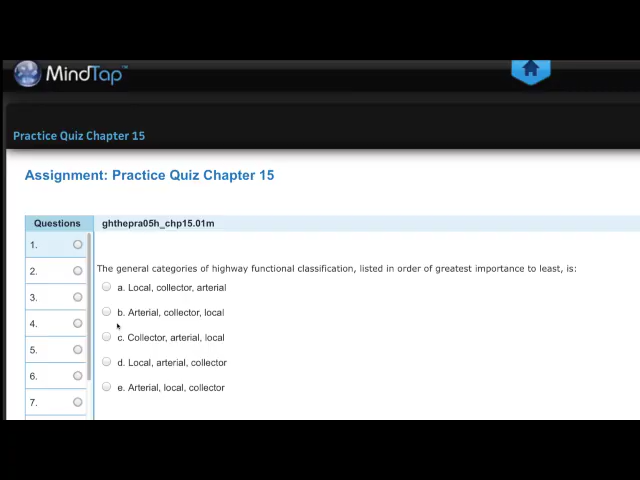 MindTap™
Practice Quiz Chapter 15
Assignment: Practice Quiz Chapter 15
Questions
ghthepra05h_chp15.01m
1.
2.
3.
4.
5.
6.
7.
The general categories of highway functional classification, listed in order of greatest importance to least, is:
a. Local, collector, arterial
b. Arterial, collector, local
c. Collector, arterial, local
d. Local, arterial, collector
e. Arterial, local, collector